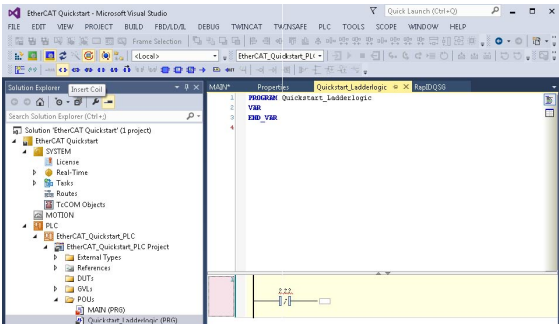 EtherCAT Quickstart - Microsoft Visual Studio
Quick Launch (Ctrl+Q)
FILE EDIT VIEW PROJECT BUILD FBD/LD/IL DEBUG TWINCAT TWINSAFE PLC TOOLS SCOPE WINDOW HELP
Frame Selection
<Local>
EtherCAT_Quickstart_PLC
Solution Explorer
Insert Coil
MAIN*
Properties
Quickstart_Ladderlogic
RapIDQSG
Search Solution Explorer (Ctrl+;)
Solution 'EtherCAT Quickstart' (1 project)
EtherCAT Quickstart
SYSTEM
License
Real-Time
Tasks
Routes
TcCOM Objects
MOTION
PLC
EtherCAT_Quickstart_PLC
EtherCAT_Quickstart_PLC Project
External Types
References
DUTs
GVLs
POUs
MAIN (PRG)
Quickstart_Ladderlogic (PRG)
1 PROGRAM Quickstart_Ladderlogic
2 VAR
3 END_VAR
4
1
???